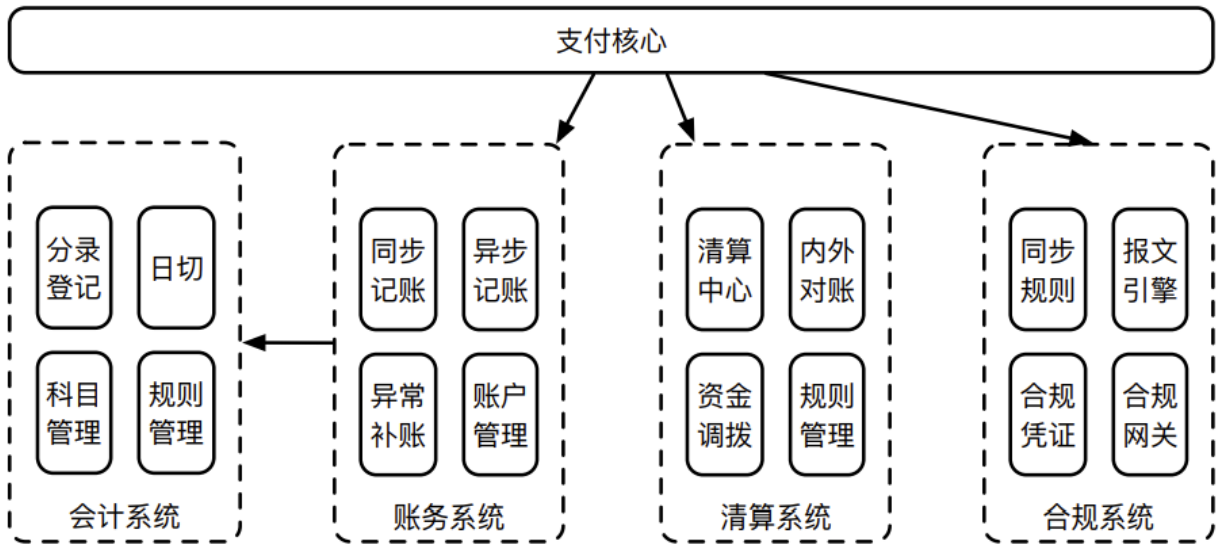 支付核心
分录
登记
日切
科目
管理
规则
管理
会计系统
同步
记账
异步
记账
异常
补账
账户
管理
账务系统
清算
中心
内外
对账
资金
调拨
规则
管理
清算系统
同步
规则
报文
引擎
合规
凭证
合规
网关
合规系统